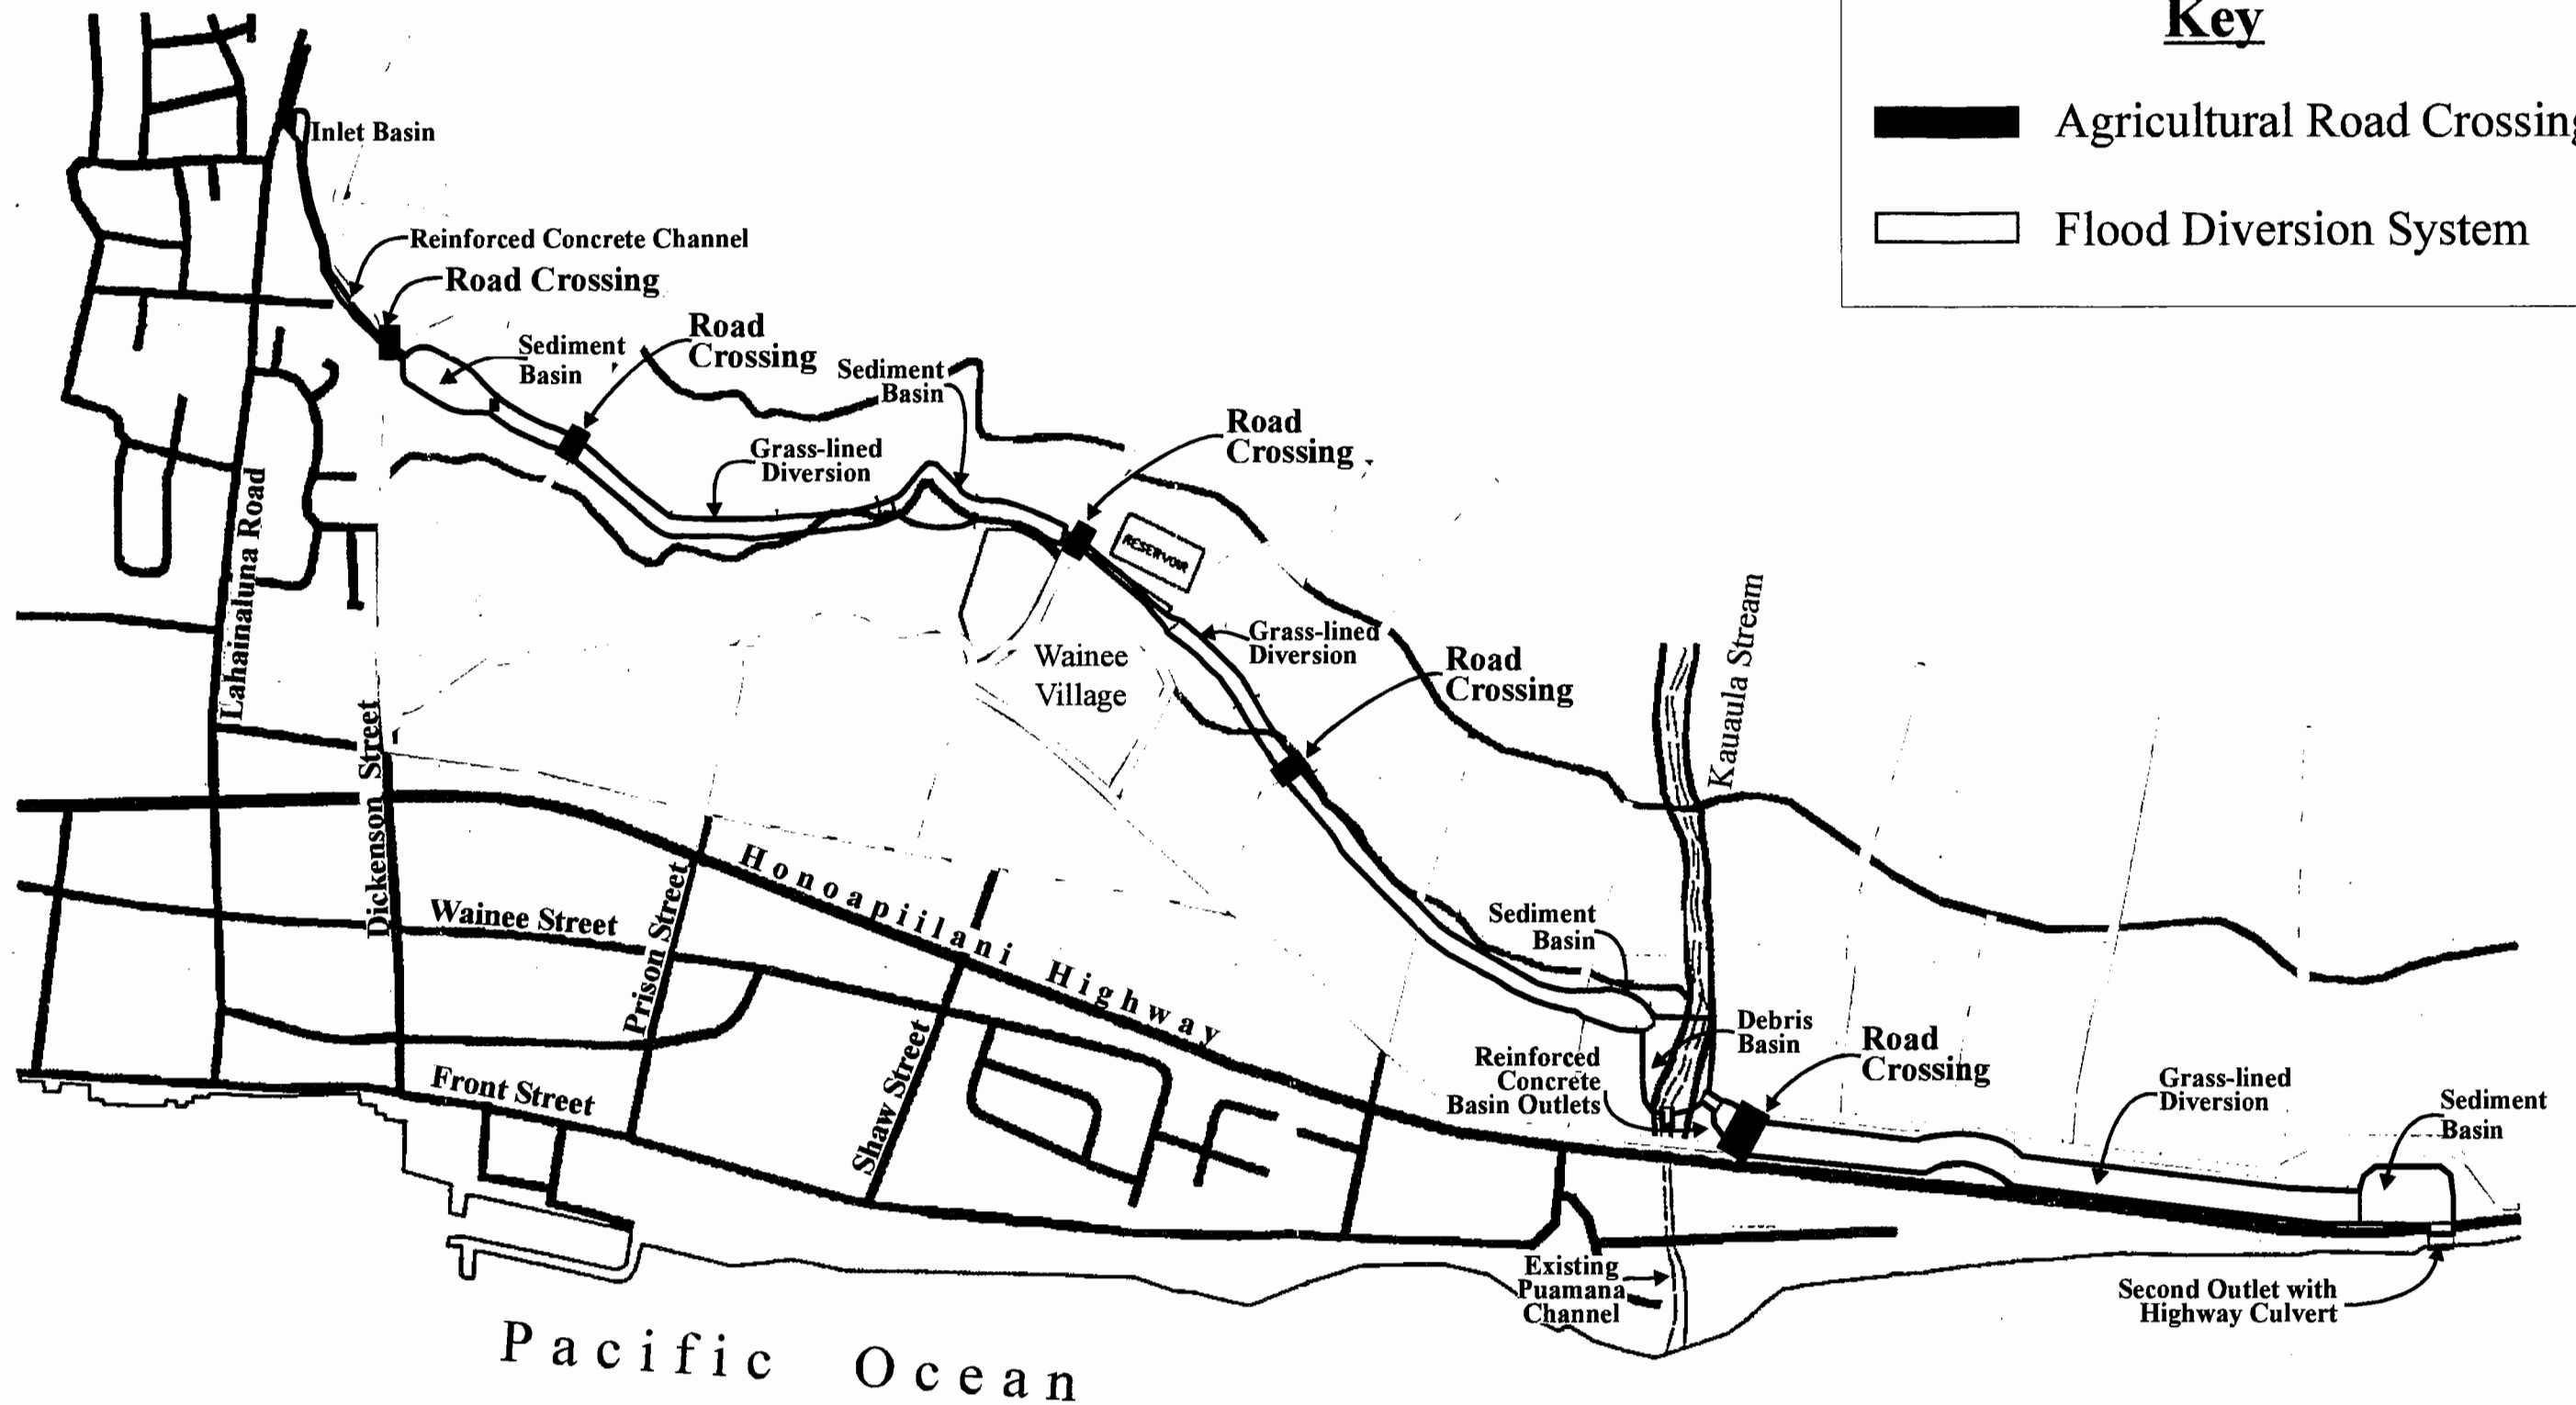 Key
Agricultural Road Crossing
Flood Diversion System
Inlet Basin
Reinforced Concrete Channel
Road Crossing
Sediment
Basin
Road
Crossing
Sediment
Basin
Grass-lined
Diversion
Road
Crossing
RESERVOIR
Grass-lined
Diversion
Wainee
Village
Road
Crossing
Kauaula Stream
Lahainaluna Road
Dickenson Street
Prison Street
Wainee Street
Honoapiilani Highway
Shaw Street
Front Street
Sediment
Basin
Debris
Basin
Reinforced
Concrete
Basin Outlets
Road
Crossing
Grass-lined
Diversion
Sediment
Basin
Existing
Puamana
Channel
Second Outlet with
Highway Culvert
Pacific Ocean